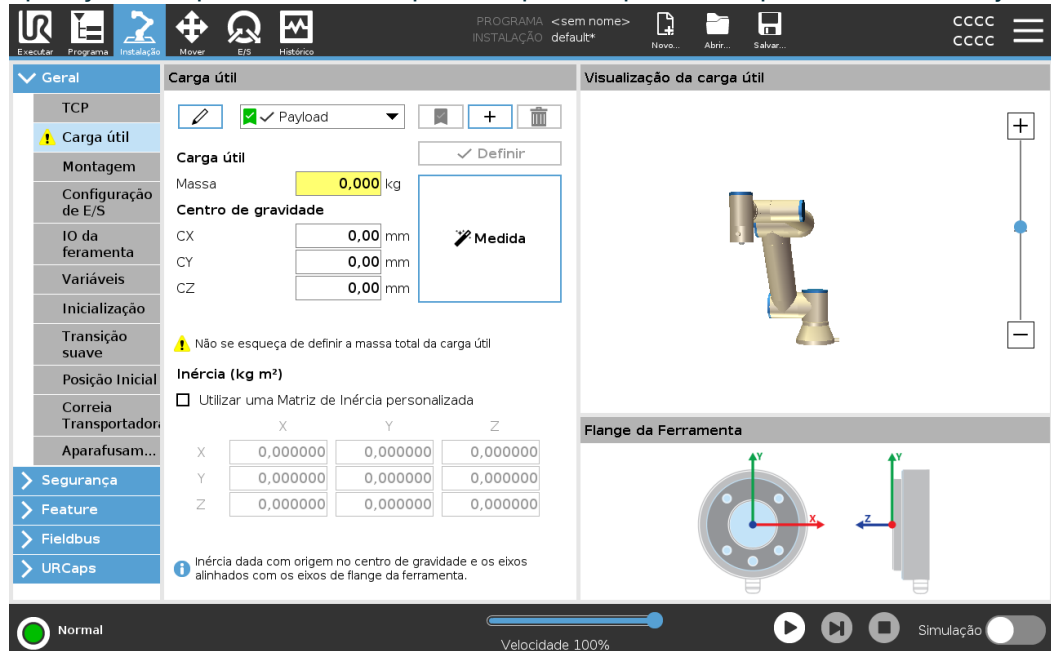 PROGRAMA <sem nome>
INSTALAÇÃO default*
CCCC
CCCC
Executar
Programa
Instalação
Mover
E/S
Histórico
Novo...
Abrir...
Salvar...
Geral
TCP
Carga útil
Montagem
Configuração
de E/S
IO da
feramenta
Variáveis
Inicialização
Transição
suave
Posição Inicial
Correia
Transportador
Aparafusam...
Segurança
Feature
Fieldbus
URCaps
Carga útil
Payload
Definir
Carga útil
Massa 0,000 kg
Centro de gravidade
CX 0,00 mm
CY 0,00 mm
CZ 0,00 mm
Medida
Não se esqueça de definir a massa total da carga útil
Inércia (kg m²)
Utilizar uma Matriz de Inércia personalizada
X Y Z
X 0,000000 0,000000 0,000000
Y 0,000000 0,000000 0,000000
Z 0,000000 0,000000 0,000000
Inércia dada com origem no centro de gravidade e os eixos
alinhados com os eixos de flange da ferramenta.
Visualização da carga útil
Flange da Ferramenta
Y
X
Y
Z
Normal
Velocidade 100%
Simulação